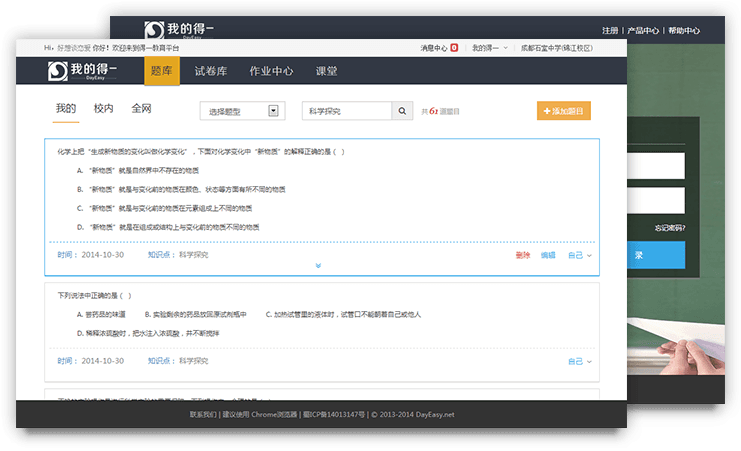 我的得一
DayEasy
注册 | 产品中心 | 帮助中心
Hi, 好想谈恋爱 你好！欢迎来到得一教育平台
消息中心 0 我的得一 成都石室中学(锦江校区)
我的得一
DayEasy
题库 试卷库 作业中心 课堂
我的 校内 全网
选择题型
科学探究
共61道题目
+ 添加题目
化学上把“生成新物质的变化叫做化学变化”，下面对化学变化中“新物质”的解释正确的是 ( )
A. “新物质”就是自然界中不存在的物质
B. “新物质”就是与变化前的物质在颜色、状态等方面有所不同的物质
C. “新物质”就是与变化前的物质在元素组成上不同的物质
D. “新物质”就是在组成或结构上与变化前的物质不同的物质
时间： 2014-10-30 知识点： 科学探究
删除 编辑 自己
下列说法中正确的是 ( )
A. 尝药品的味道 B. 实验剩余的药品放回原试剂瓶中 C. 加热试管里的液体时，试管口不能朝着自己或他人
D. 稀释浓硫酸时，把水注入浓硫酸，并不断搅拌
时间： 2014-10-30 知识点： 科学探究
自己
忘记密码?
录
联系我们 | 建议使用 Chrome浏览器 | 蜀ICP备14013147号 | © 2013-2014 DayEasy.net